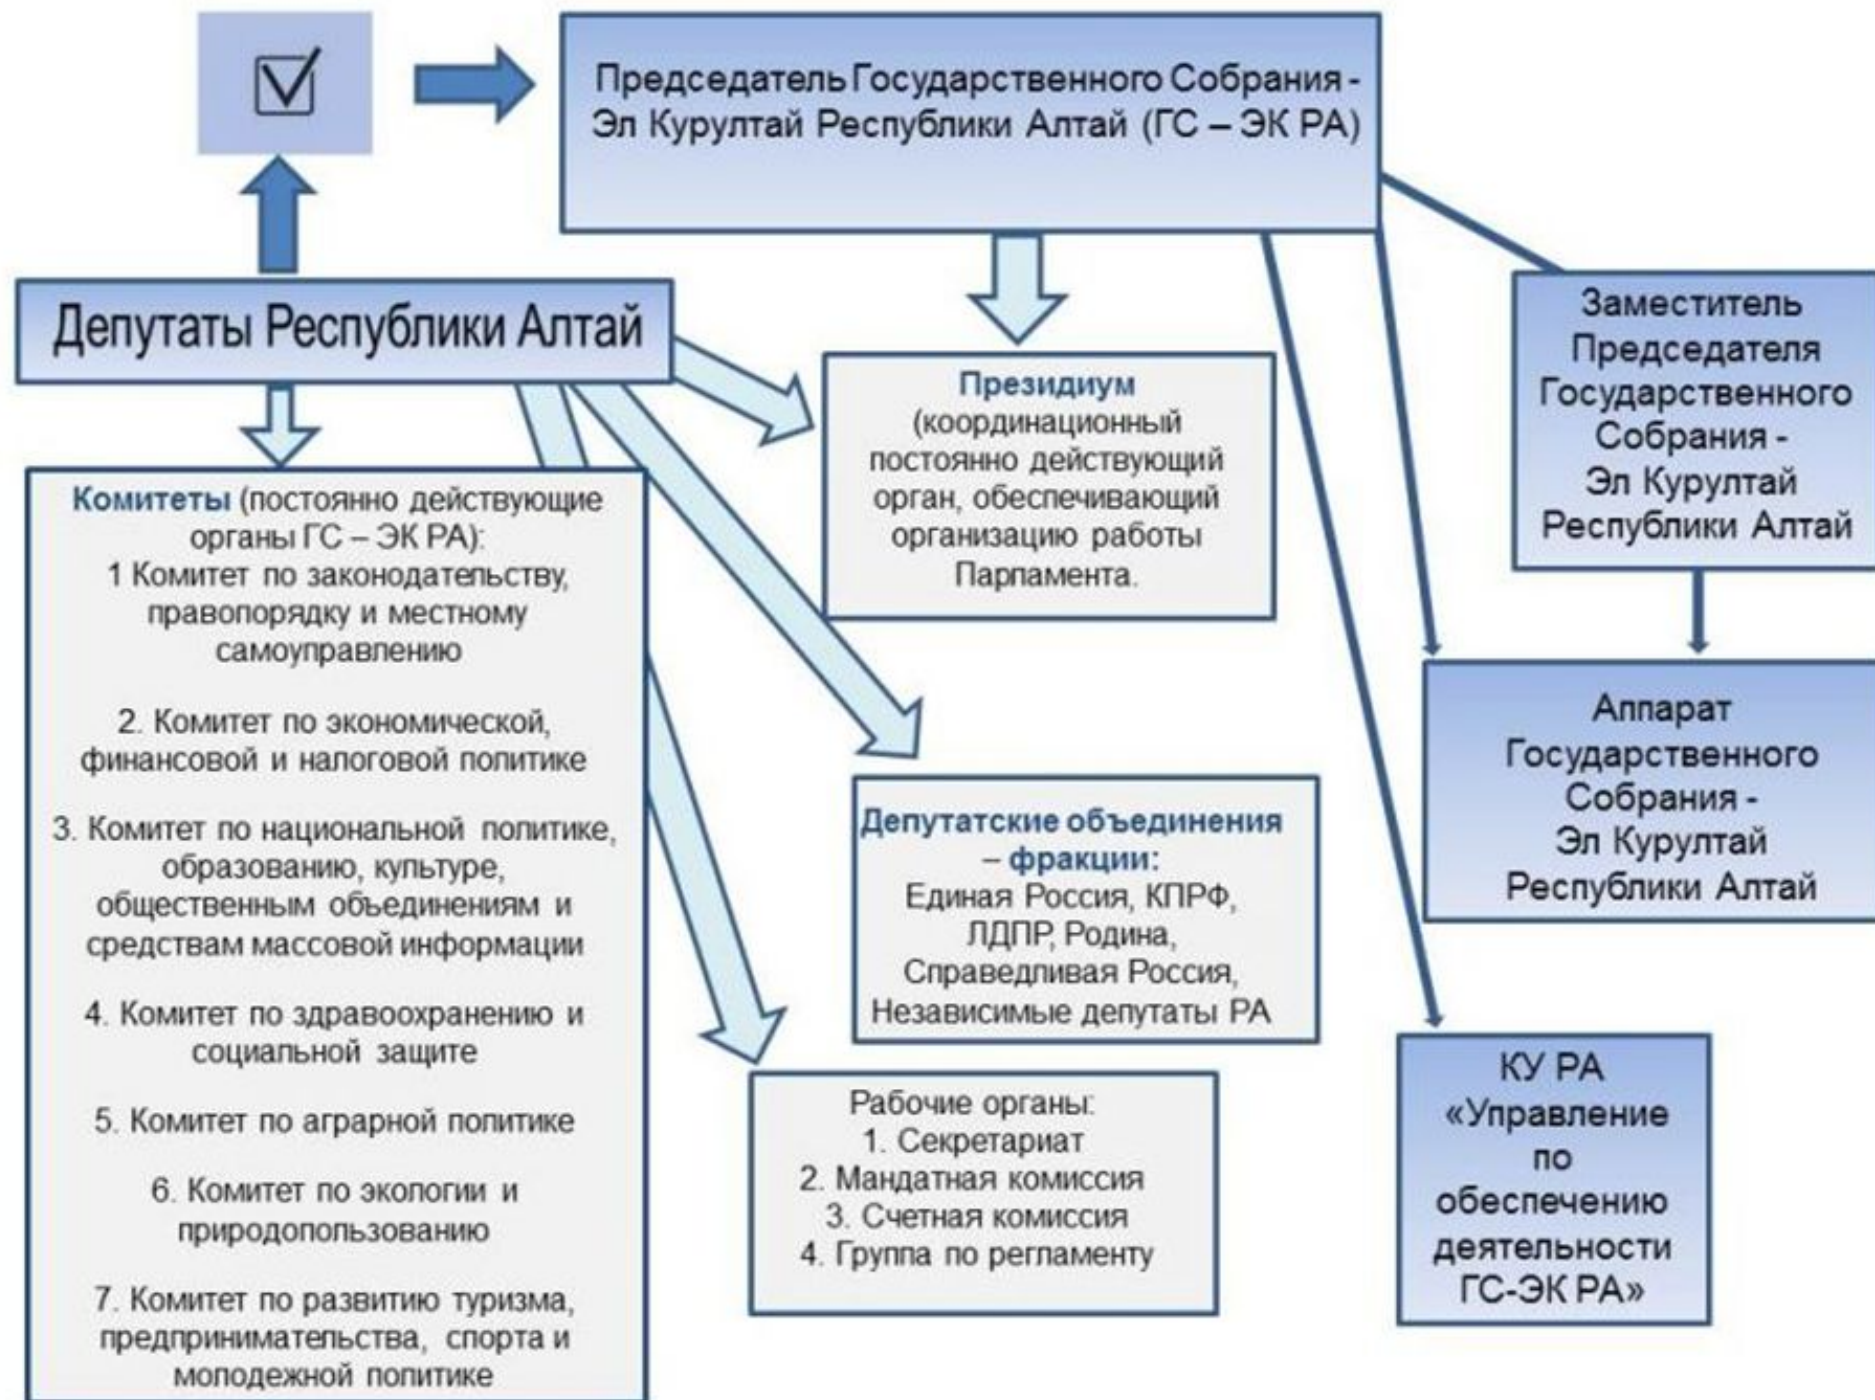 Председатель Государственного Собрания -
Эл Курултай Республики Алтай (ГС – ЭК РА)
Депутаты Республики Алтай
Президиум
(координационный
постоянно действующий
орган, обеспечивающий
организацию работы
Парламента.
Заместитель
Председателя
Государственного
Собрания -
Эл Курултай
Республики Алтай
Комитеты (постоянно действующие
органы ГС – ЭК РА):
1 Комитет по законодательству,
правопорядку и местному
самоуправлению
2. Комитет по экономической,
финансовой и налоговой политике
3. Комитет по национальной политике,
образованию, культуре,
общественным объединениям и
средствам массовой информации
4. Комитет по здравоохранению и
социальной защите
5. Комитет по аграрной политике
6. Комитет по экологии и
природопользованию
7. Комитет по развитию туризма,
предпринимательства, спорта и
молодежной политике
Депутатские объединения
– фракции:
Единая Россия, КПРФ,
ЛДПР, Родина,
Справедливая Россия,
Независимые депутаты РА
Аппарат
Государственного
Собрания -
Эл Курултай
Республики Алтай
Рабочие органы:
1. Секретариат
2. Мандатная комиссия
3. Счетная комиссия
4. Группа по регламенту
КУ РА
«Управление
по
обеспечению
деятельности
ГС-ЭК РА»